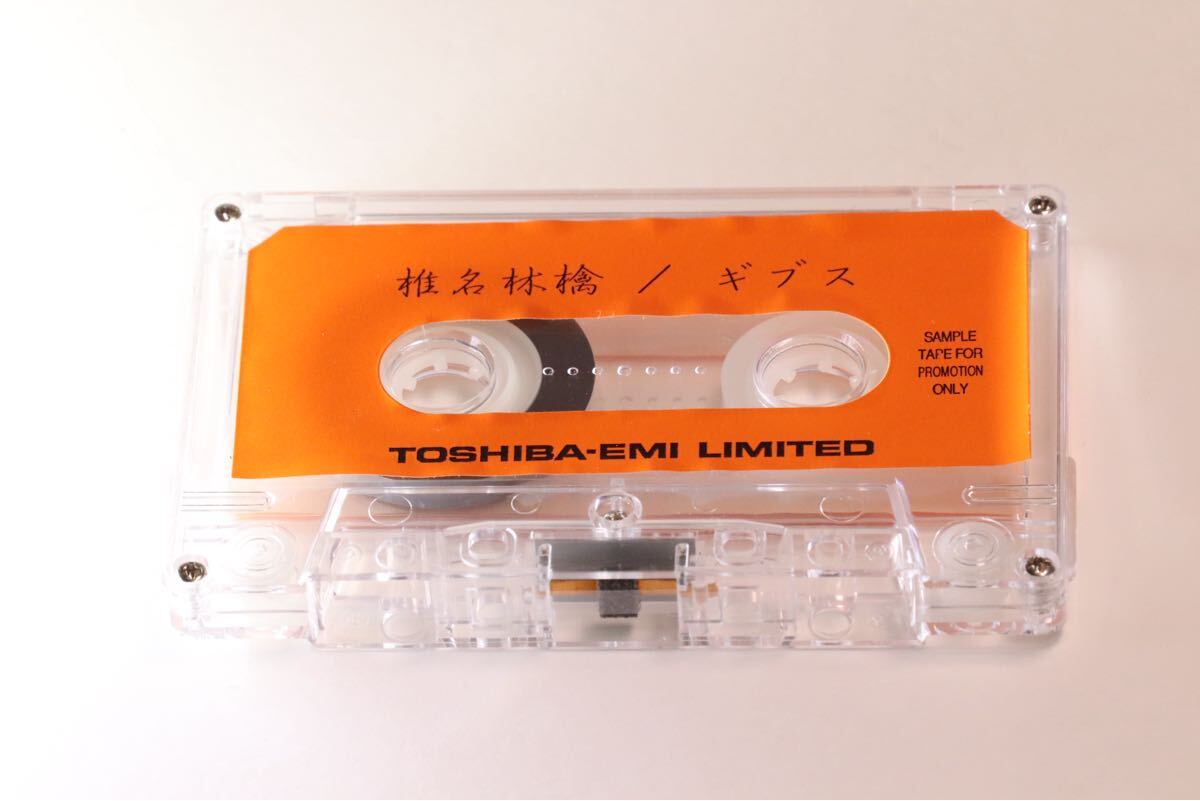 椎名林檎 / ギブス
SAMPLE
TAPE FOR
PROMOTION
ONLY
TOSHIBA-EMI LIMITED